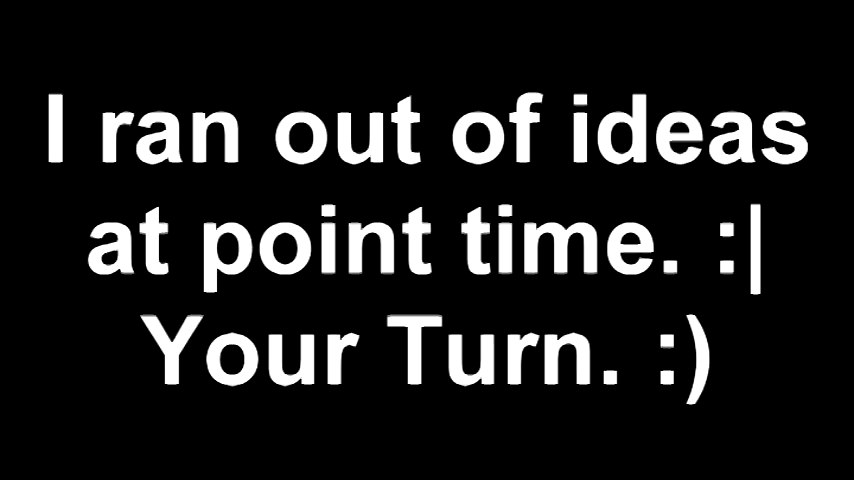 I ran out of ideas
at point time. :|
Your Turn. :)